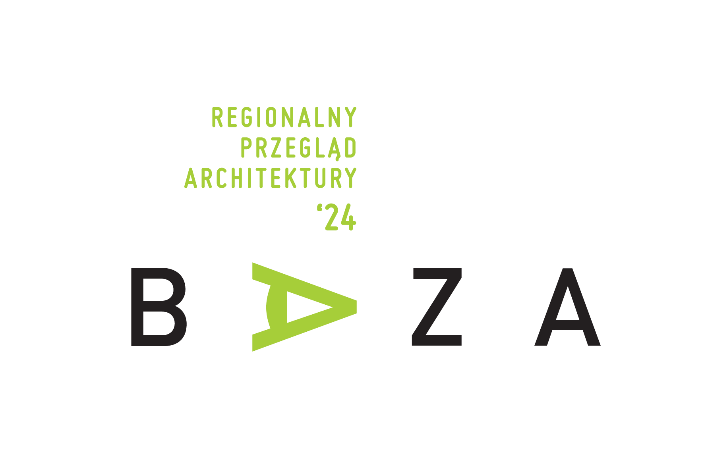 REGIONALNY
PRZEGLĄD
ARCHITEKTURY
‘24
BAZA